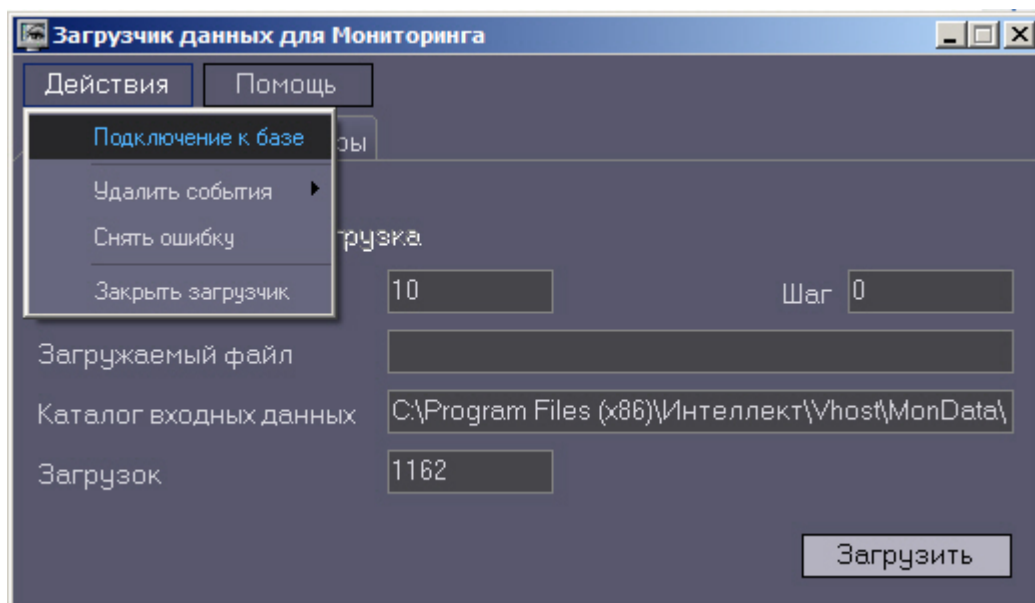 Загрузчик данных для Мониторинга
Действия Помощь
Подключение к базе
ры
Удалить события
Снять ошибку
грузка
Закрыть загрузчик
10 Шаг 0
Загружаемый файл
Каталог входных данных C:\Program Files (x86)\Интеллект\Vhost\MonData\
Загрузок 1162
Загрузить